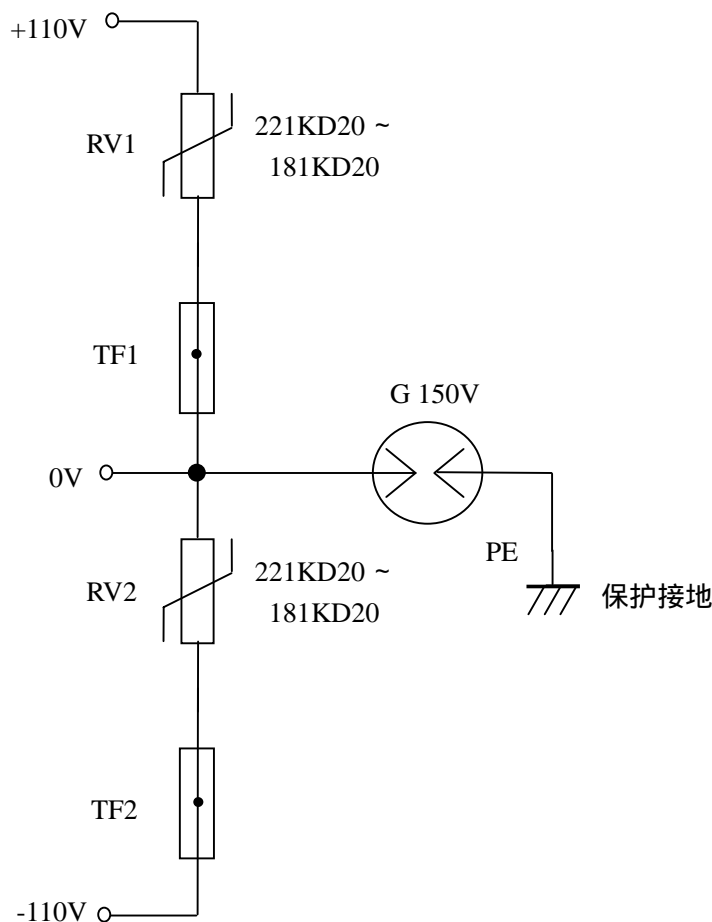 +110V
RV1
221KD20 ~
181KD20
TF1
G 150V
0V
PE
保护接地
RV2
221KD20 ~
181KD20
TF2
-110V